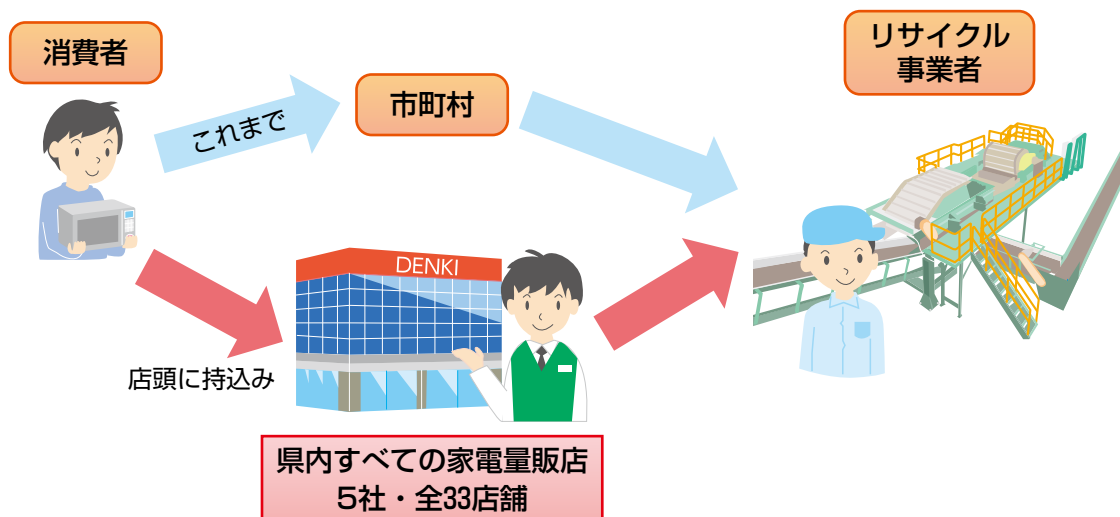 消費者
これまで
市町村
リサイクル
事業者
DENKI
店頭に持込み
県内すべての家電量販店
5社・全33店舗